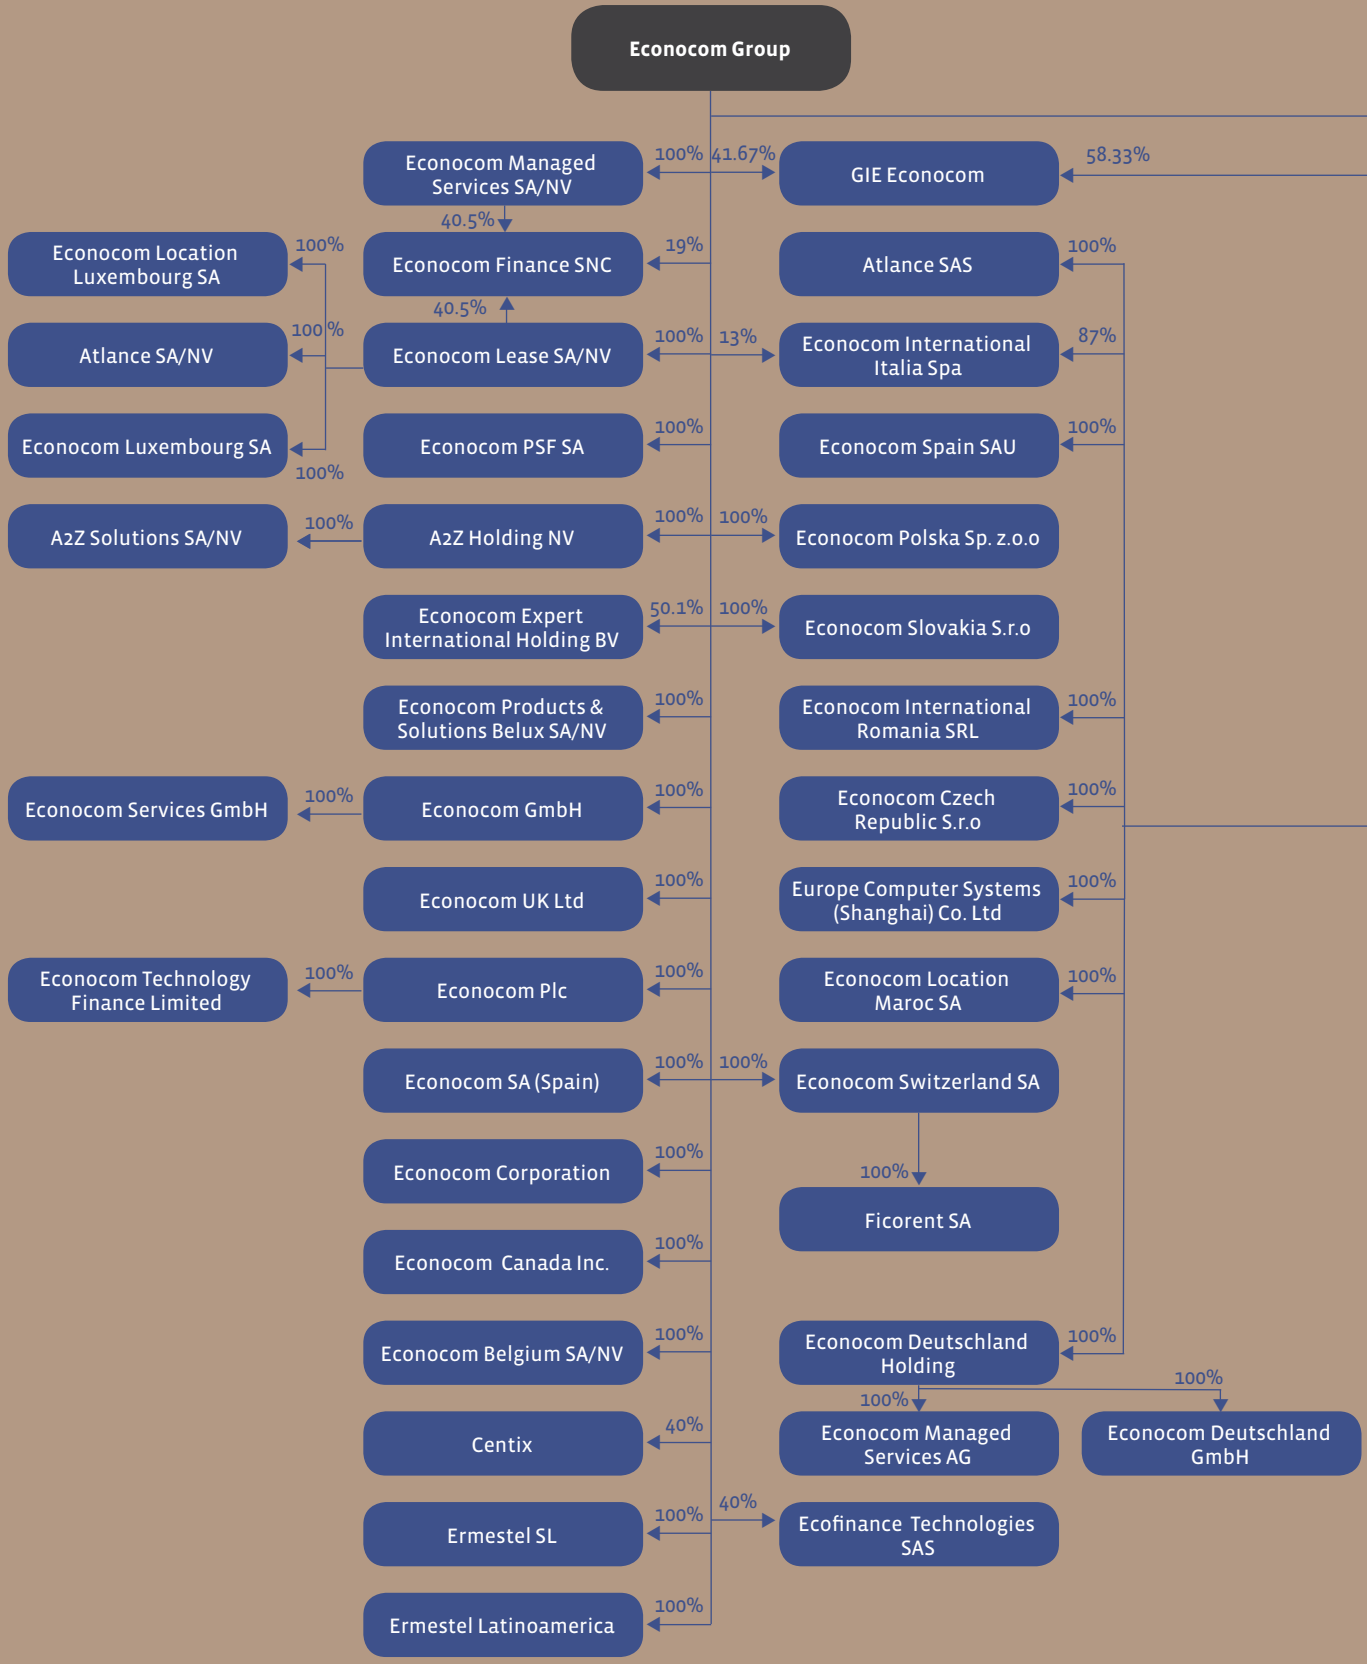 Econocom Group
100%
41.67%
58.33%
Econocom Managed
Services SA/NV
GIE Econocom
40.5%
100%
19%
100%
Econocom Location
Luxembourg SA
Econocom Finance SNC
Atlance SAS
40.5%
100%
100%
13%
87%
Atlance SA/NV
Econocom Lease SA/NV
Econocom International
Italia Spa
100%
100%
Econocom Luxembourg SA
Econocom PSF SA
Econocom Spain SAU
100%
100%
100%
100%
A2Z Solutions SA/NV
A2Z Holding NV
Econocom Polska Sp. z.o.o
50.1%
100%
Econocom Expert
International Holding BV
Econocom Slovakia S.r.o
100%
100%
Econocom Products &
Solutions Belux SA/NV
Econocom International
Romania SRL
100%
100%
100%
Econocom Services GmbH
Econocom GmbH
Econocom Czech
Republic S.r.o
100%
100%
Econocom UK Ltd
Europe Computer Systems
(Shanghai) Co. Ltd
100%
100%
100%
Econocom Technology
Finance Limited
Econocom Plc
Econocom Location
Maroc SA
100%
100%
Econocom SA (Spain)
Econocom Switzerland SA
100%
Econocom Corporation
100%
Ficorent SA
100%
Econocom Canada Inc.
100%
100%
Econocom Belgium SA/NV
Econocom Deutschland
Holding
100%
100%
40%
Centix
Econocom Managed
Services AG
Econocom Deutschland
GmbH
100%
40%
Ermestel SL
Ecofinance Technologies
SAS
100%
Ermestel Latinoamerica